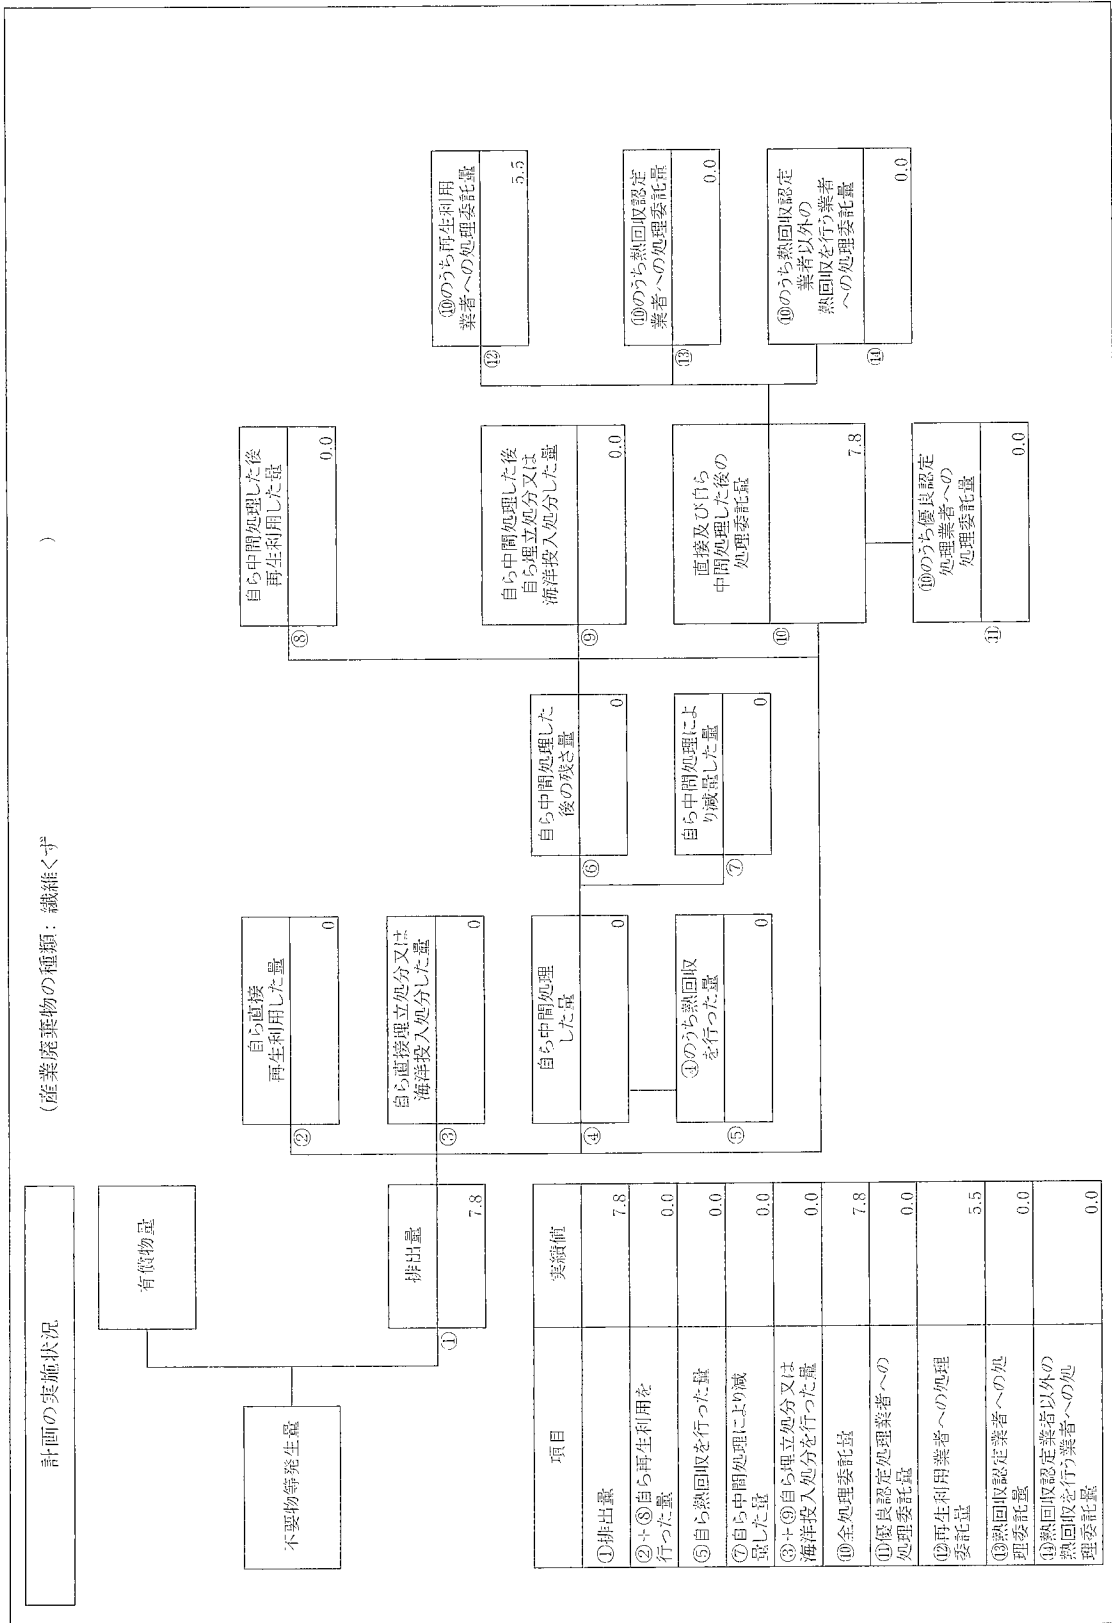 計画の実施状況
（産業廃棄物の種類：繊維くず　　）
不要物等発生量
有償物量
①
排出量
7.8
②
自ら直接
再生利用した量
0
③
自ら直接埋立処分又は
海洋投入処分した量
0
④
自ら中間処理
した量
0
⑤
④のうち熱回収
を行った量
0
⑥
自ら中間処理した
後の残さ量
0
⑦
自ら中間処理によ
り減量した量
0
⑧
自ら中間処理した後
再生利用した量
0.0
⑨
自ら中間処理した後
自ら埋立処分又は
海洋投入処分した量
0.0
⑩
直接及び自ら
中間処理した後の
処理委託量
7.8
⑪
⑩のうち優良認定
処理業者への
処理委託量
0.0
⑫
⑩のうち再生利用
業者への処理委託量
5.5
⑬
⑩のうち熱回収認定
業者への処理委託量
0.0
⑭
⑩のうち熱回収認定
業者以外の
熱回収を行う業者
への処理委託量
0.0
項目
実績値
①排出量
7.8
②+⑧自ら再生利用を
行った量
0.0
⑤自ら熱回収を行った量
0.0
⑦自ら中間処理により減
量した量
0.0
③+⑨自ら埋立処分又は
海洋投入処分を行った量
0.0
⑩全処理委託量
7.8
⑪優良認定処理業者への
処理委託量
0.0
⑫再生利用業者への処理
委託量
5.5
⑬熱回収認定業者への処
理委託量
0.0
⑭熱回収認定業者以外の
熱回収を行う業者への処
理委託量
0.0